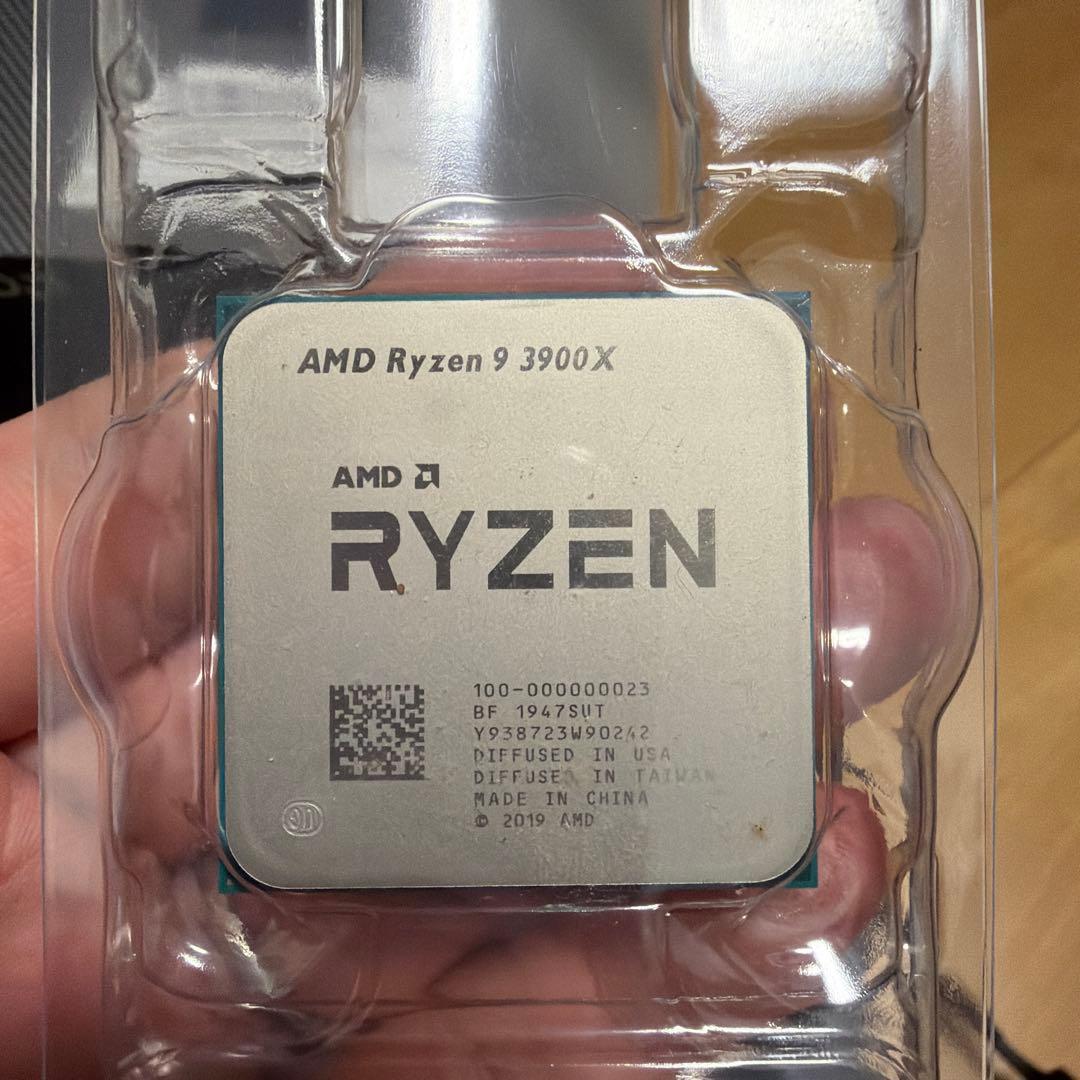 AMD Ryzen 9 3900X
AMD
RYZEN
100-000000023
BF 1947SUT
Y938723W90242
DIFFUSED IN USA
DIFFUSED IN TAIWAN
MADE IN CHINA
© 2019 AMD